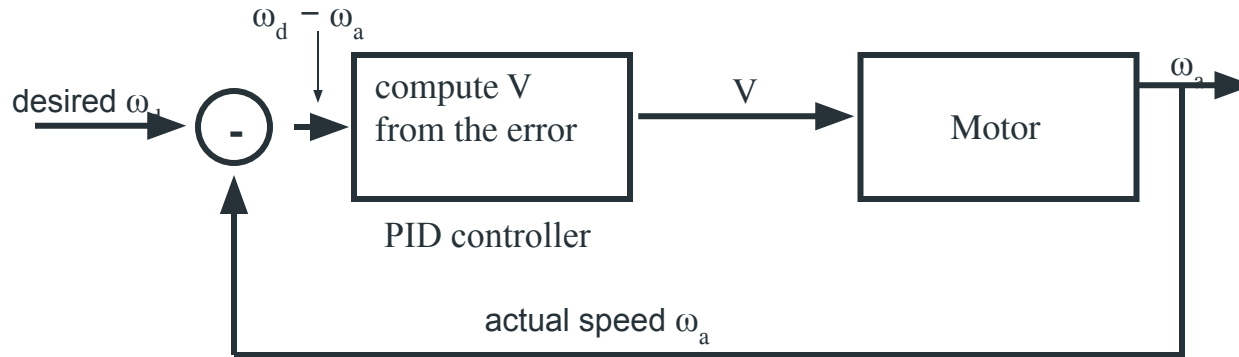 ω_d − ω_a
desired ω_d
-
compute V
from the error
V
Motor
ω_a
PID controller
actual speed ω_a